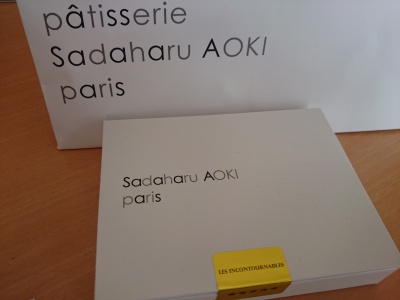 pâtisserie
Sadaharu AOKI
paris
Sadaharu AOKI
paris
LES INCONTOURNABLES